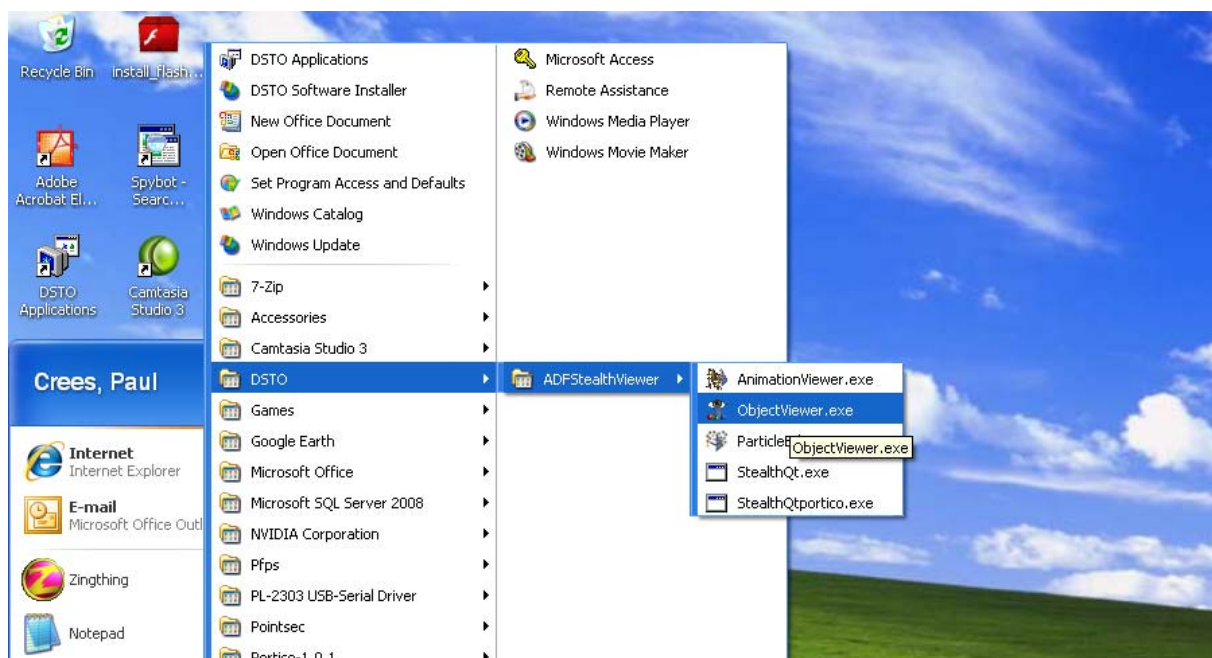 Recycle Bin
install_flash...
Adobe
Acrobat El...
Spybot -
Searc...
DSTO
Applications
Camtasia
Studio 3
Crees, Paul
Internet
Internet Explorer
E-mail
Microsoft Office Outl
Zingthing
Notepad
DSTO Applications
DSTO Software Installer
New Office Document
Open Office Document
Set Program Access and Defaults
Windows Catalog
Windows Update
7-Zip
Accessories
Camtasia Studio 3
DSTO
Games
Google Earth
Microsoft Office
Microsoft SQL Server 2008
NVIDIA Corporation
Pfps
PL-2303 USB-Serial Driver
Pointsec
Portico-1.0.1
Microsoft Access
Remote Assistance
Windows Media Player
Windows Movie Maker
ADFStealthViewer
AnimationViewer.exe
ObjectViewer.exe
ObjectViewer.exe
StealthQt.exe
StealthQtportico.exe